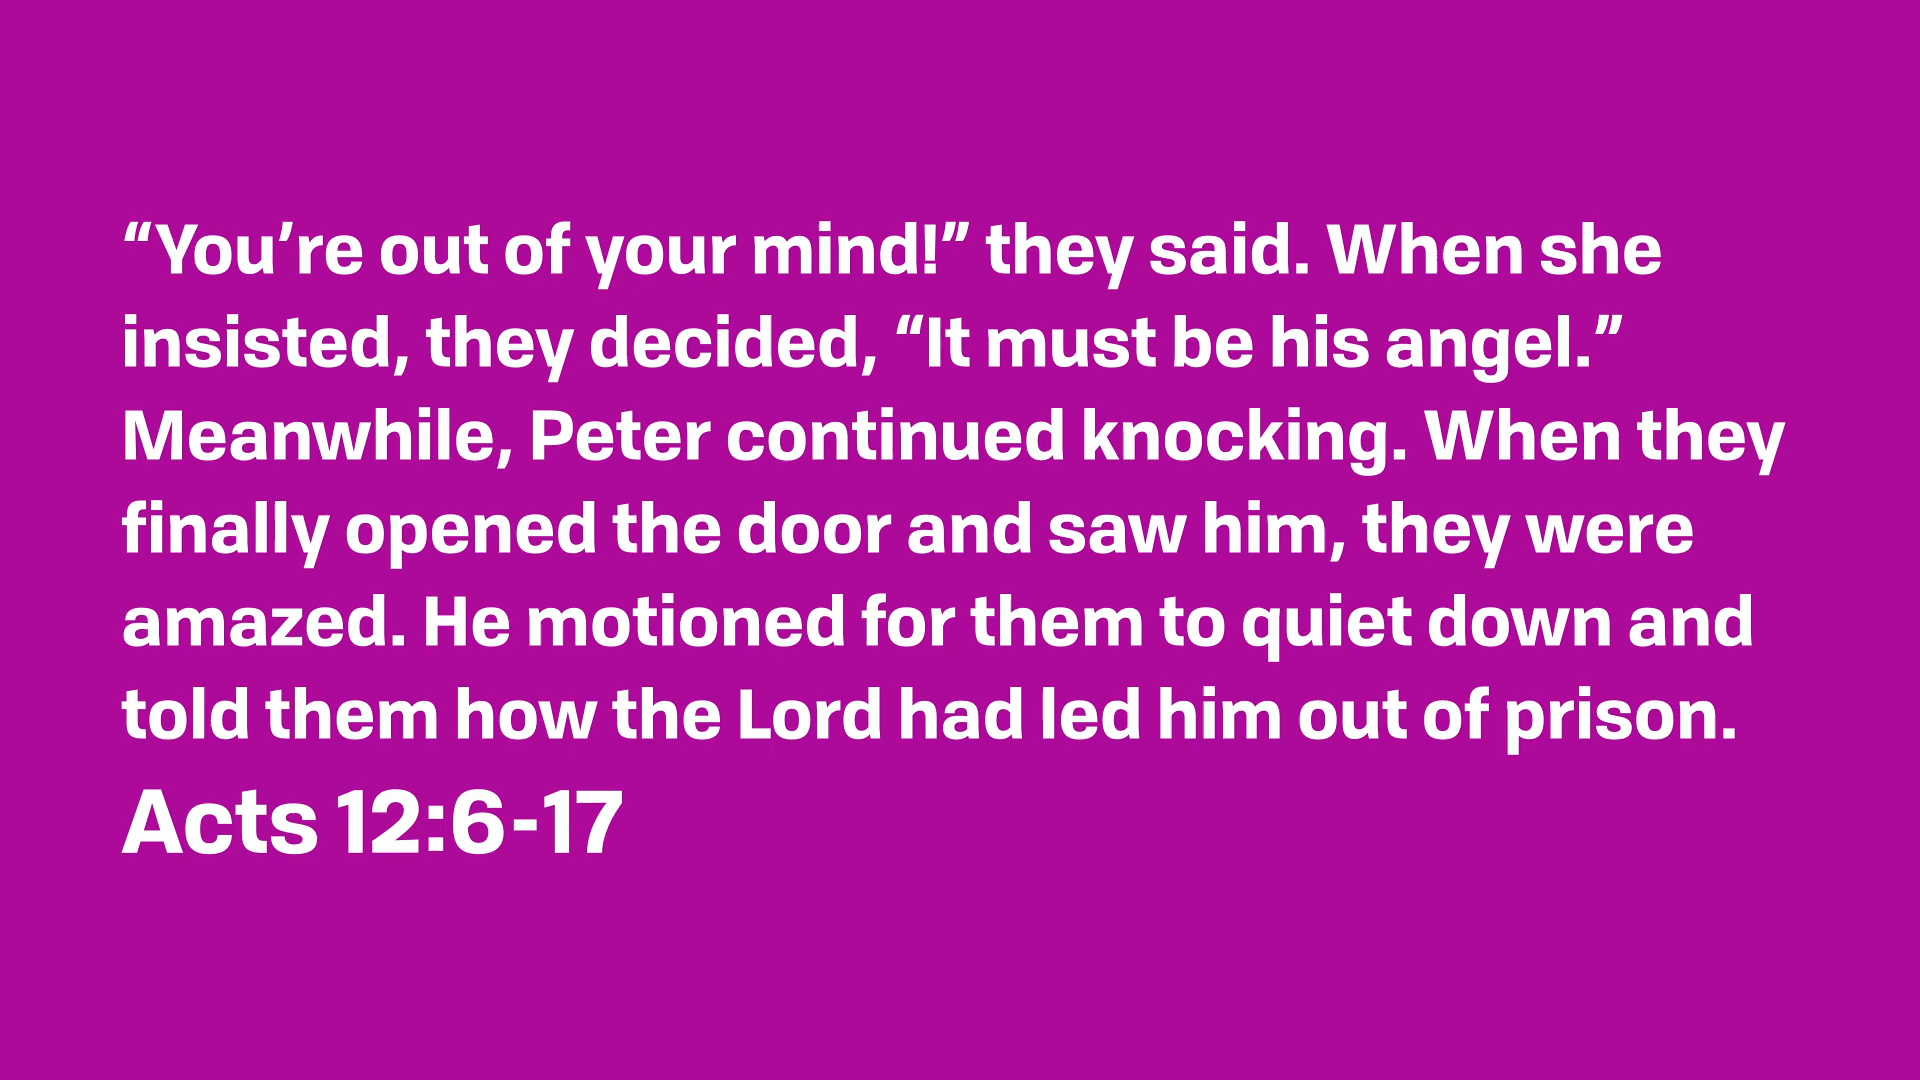 “You’re out of your mind!” they said. When she
insisted, they decided, “It must be his angel.”
Meanwhile, Peter continued knocking. When they
finally opened the door and saw him, they were
amazed. He motioned for them to quiet down and
told them how the Lord had led him out of prison.
Acts 12:6-17